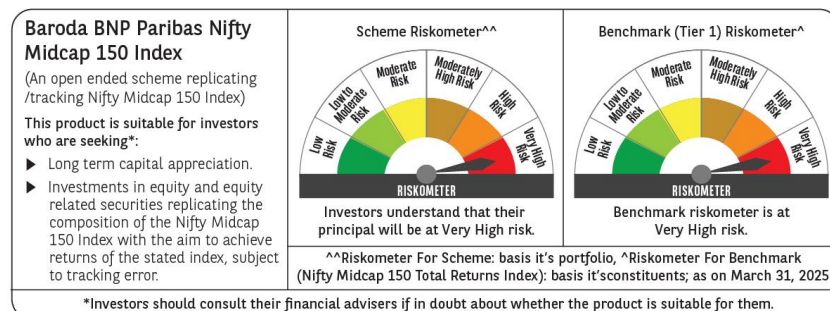 Baroda BNP Paribas Nifty
Midcap 150 Index
(An open ended scheme replicating
/tracking Nifty Midcap 150 Index)
This product is suitable for investors
who are seeking*:
▶ Long term capital appreciation.
▶ Investments in equity and equity
related securities replicating the
composition of the Nifty Midcap
150 Index with the aim to achieve
returns of the stated index, subject
to tracking error.
Scheme Riskometer^^
Low
Risk
Low to
Moderate
Risk
Moderate
Risk
Moderately
High Risk
High
Risk
Very High
Risk
RISKOMETER
Investors understand that their
principal will be at Very High risk.
Benchmark (Tier 1) Riskometer^
Low
Risk
Low to
Moderate
Risk
Moderate
Risk
Moderately
High Risk
High
Risk
Very High
Risk
RISKOMETER
Benchmark riskometer is at
Very High risk.
^^Riskometer For Scheme: basis it's portfolio, ^Riskometer For Benchmark
(Nifty Midcap 150 Total Returns Index): basis it'sconstituents; as on March 31, 2025
*Investors should consult their financial advisers if in doubt about whether the product is suitable for them.